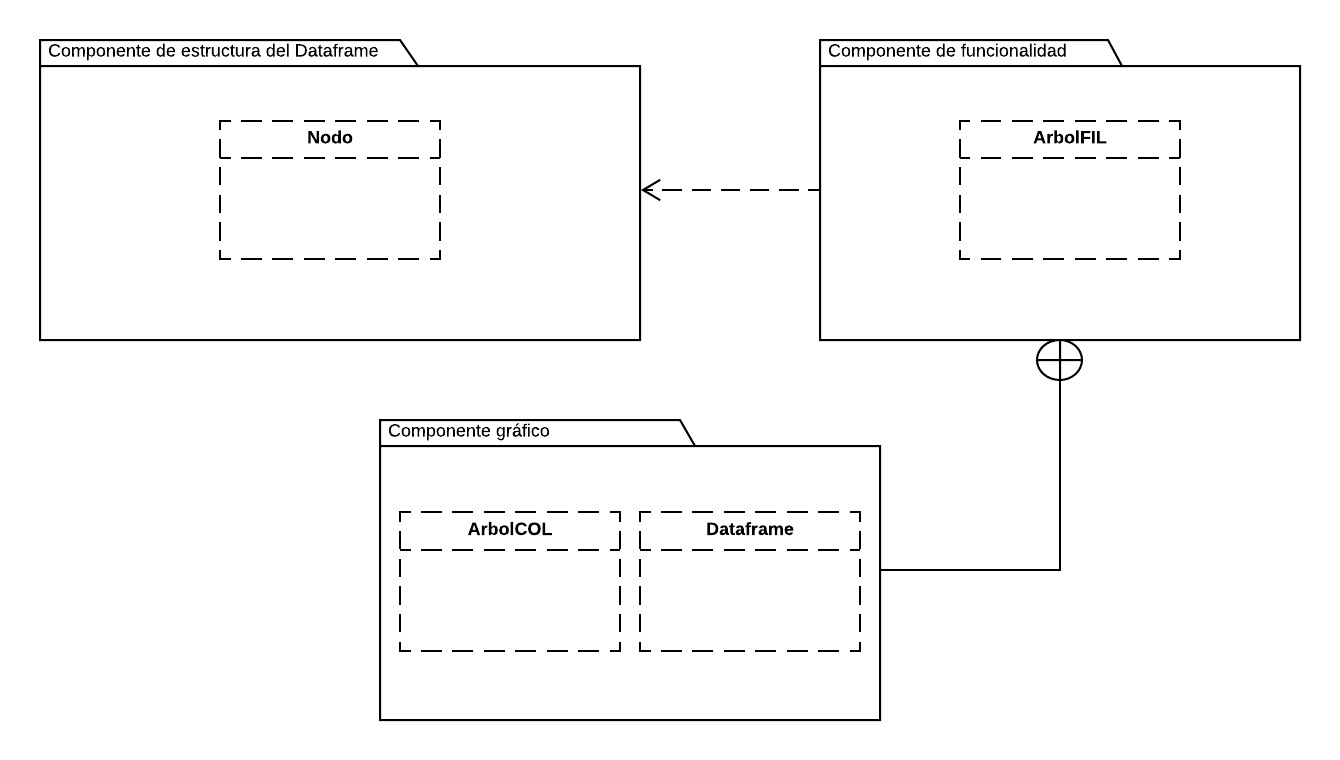 Componente de estructura del Dataframe
Componente de funcionalidad
Nodo
ArbolFIL
Componente gráfico
ArbolCOL
Dataframe